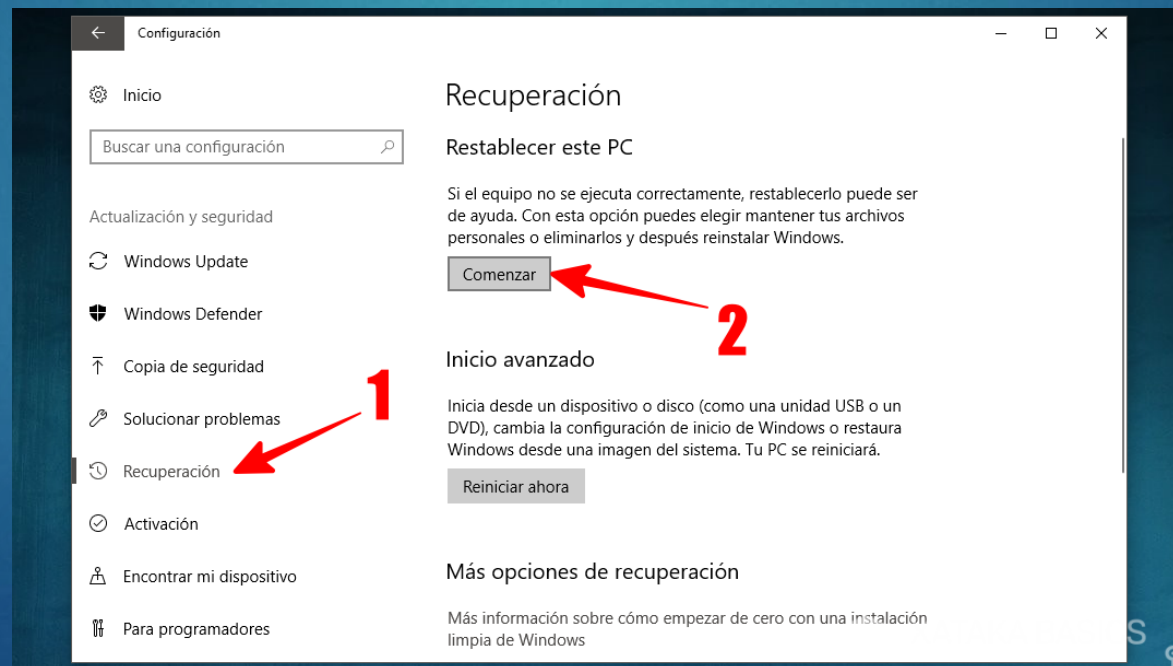 Configuración
Inicio
Buscar una configuración
Actualización y seguridad
Windows Update
Windows Defender
Copia de seguridad
Solucionar problemas
1
Recuperación
Activación
Encontrar mi dispositivo
Para programadores
Recuperación
Restablecer este PC
Si el equipo no se ejecuta correctamente, restablecerlo puede ser
de ayuda. Con esta opción puedes elegir mantener tus archivos
personales o eliminarlos y después reinstalar Windows.
Comenzar
2
Inicio avanzado
Inicia desde un dispositivo o disco (como una unidad USB o un
DVD), cambia la configuración de inicio de Windows o restaura
Windows desde una imagen del sistema. Tu PC se reiniciará.
Reiniciar ahora
Más opciones de recuperación
Más información sobre cómo empezar de cero con una instalación
limpia de Windows